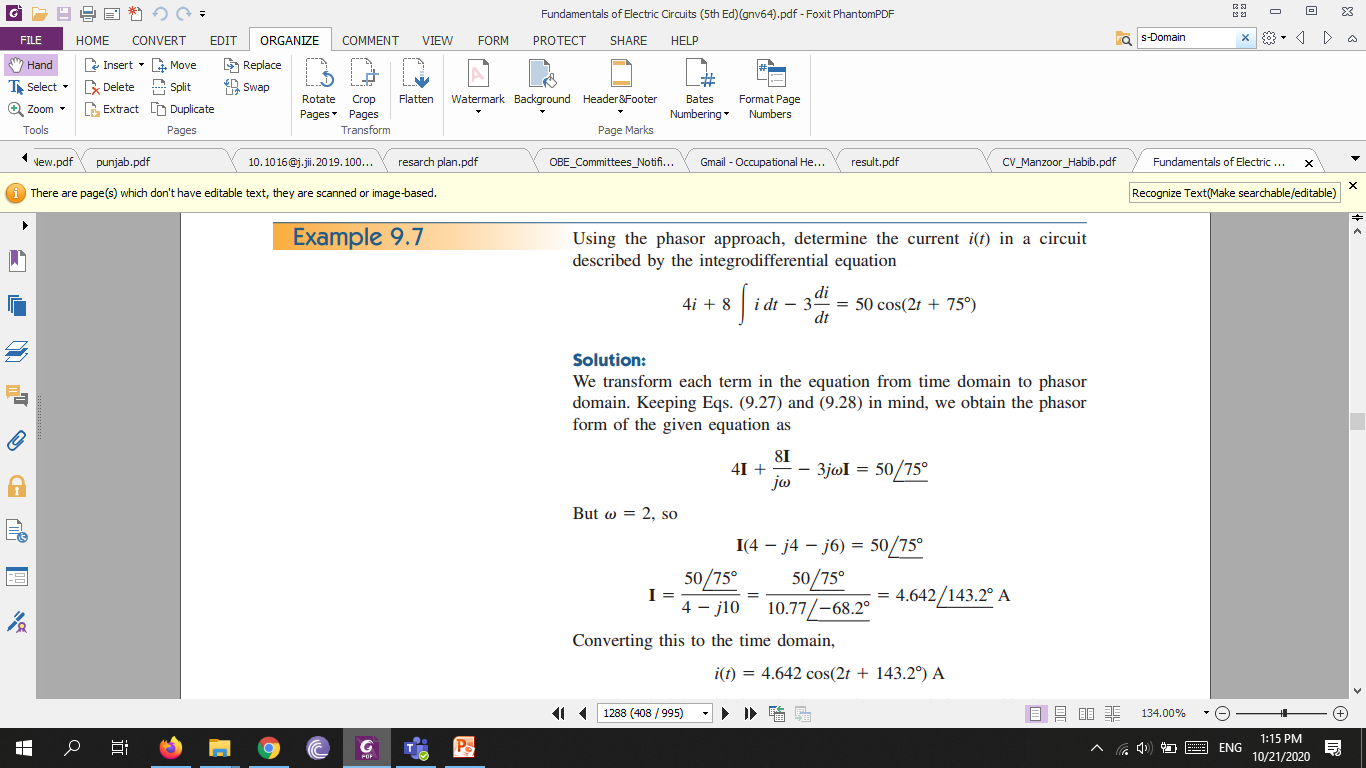 Fundamentals of Electric Circuits (5th Ed)(gnv64).pdf - Foxit PhantomPDF
FILE HOME CONVERT EDIT ORGANIZE COMMENT VIEW FORM PROTECT SHARE HELP s-Domain
Hand Insert Move Replace
Select Delete Split Swap
Zoom Extract Duplicate
Rotate Pages Crop Pages Flatten Watermark Background Header&Footer Bates Numbering Format Page Numbers
Tools Pages Transform Page Marks
New.pdf punjab.pdf 10.1016@j.jii.2019.100... resarch plan.pdf OBE_Committees_Notifi... Gmail - Occupational He... result.pdf CV_Manzoor_Habib.pdf Fundamentals of Electric ...
There are page(s) which don't have editable text, they are scanned or image-based. Recognize Text(Make searchable/editable)
Example 9.7
Using the phasor approach, determine the current i(t) in a circuit
described by the integrodifferential equation
4i + 8 ∫ i dt − 3 di/dt = 50 cos(2t + 75°)
Solution:
We transform each term in the equation from time domain to phasor
domain. Keeping Eqs. (9.27) and (9.28) in mind, we obtain the phasor
form of the given equation as
4I + 8I/jω − 3jωI = 50/75°
But ω = 2, so
I(4 − j4 − j6) = 50/75°
I = 50/75° / 4 − j10 = 50/75° / 10.77/−68.2° = 4.642/143.2° A
Converting this to the time domain,
i(t) = 4.642 cos(2t + 143.2°) A
1288 (408 / 995) 134.00%
PDF
ENG
1:15 PM
10/21/2020